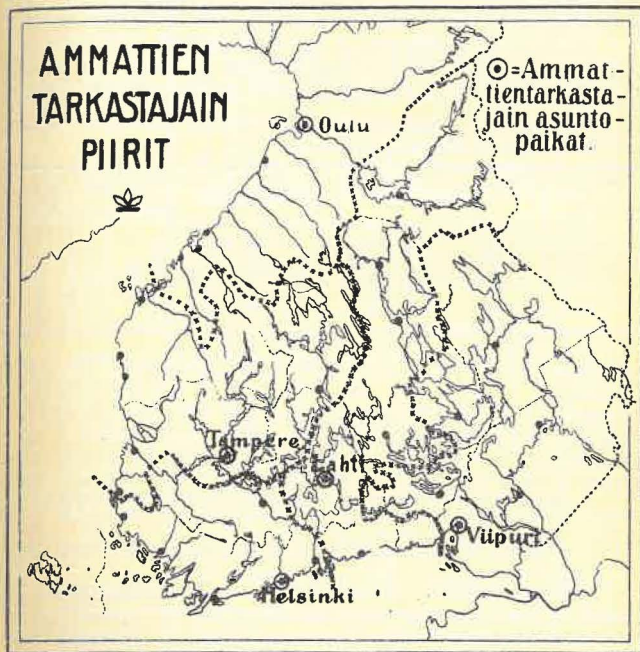 AMMATTIEN
TARKASTAJAIN
PIIRIT
=Ammat-
tientarkasta-
jain asunto-
paikat.
Oulu
Tampere
Lahti
Viipuri
Helsinki